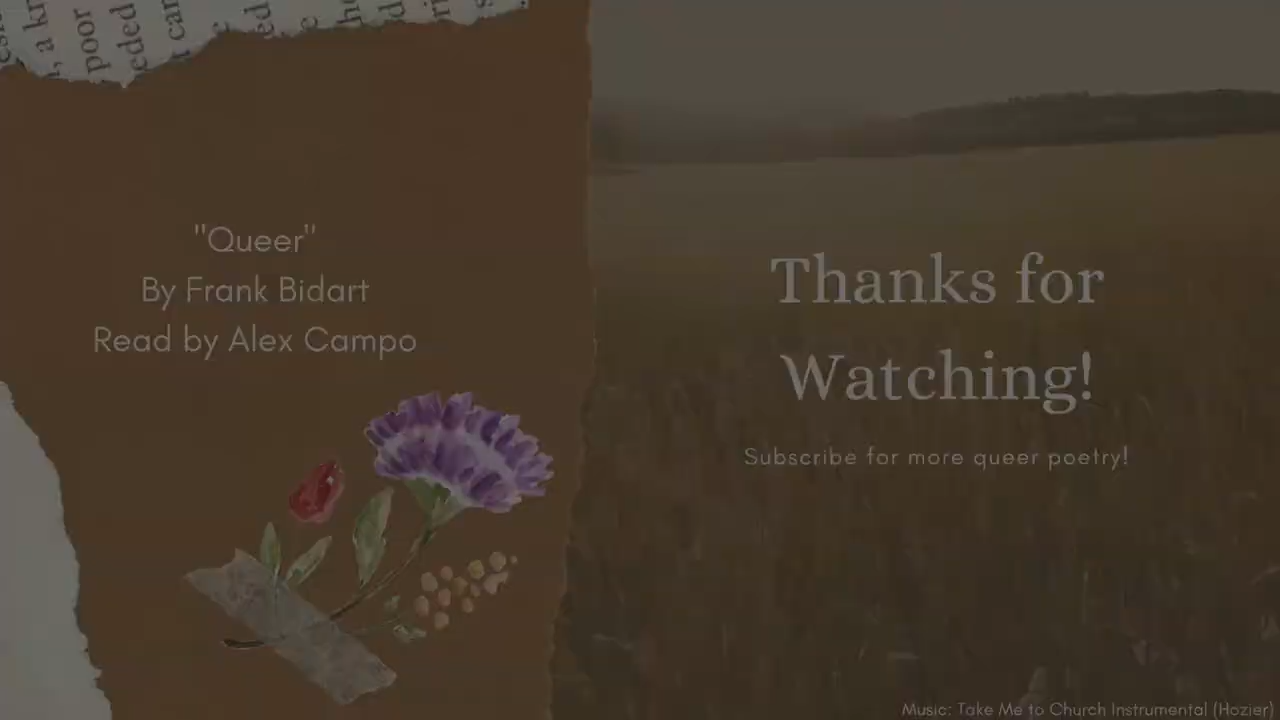 "Queer"
By Frank Bidart
Read by Alex Campo
Thanks for
Watching!
Subscribe for more queer poetry!
Music: Take Me to Church Instrumental (Hozier)
poor